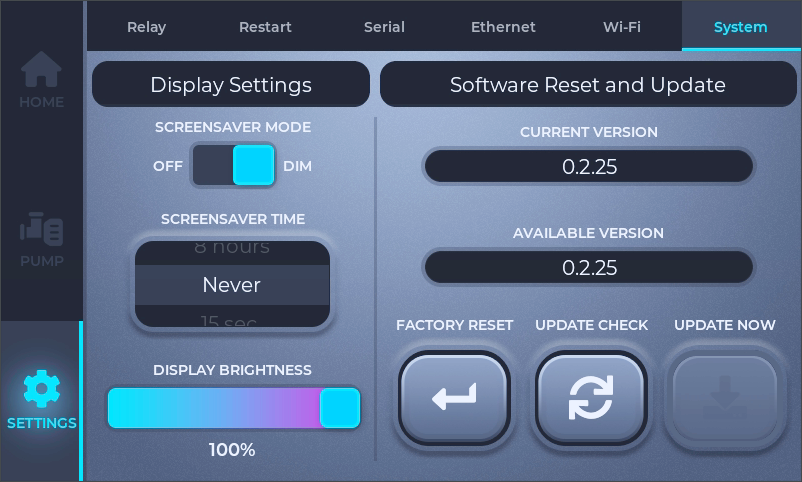 Relay
Restart
Serial
Ethernet
Wi-Fi
System
HOME
PUMP
SETTINGS
Display Settings
SCREENSAVER MODE
OFF
DIM
SCREENSAVER TIME
8 hours
Never
15 sec
DISPLAY BRIGHTNESS
100%
Software Reset and Update
CURRENT VERSION
0.2.25
AVAILABLE VERSION
0.2.25
FACTORY RESET
UPDATE CHECK
UPDATE NOW